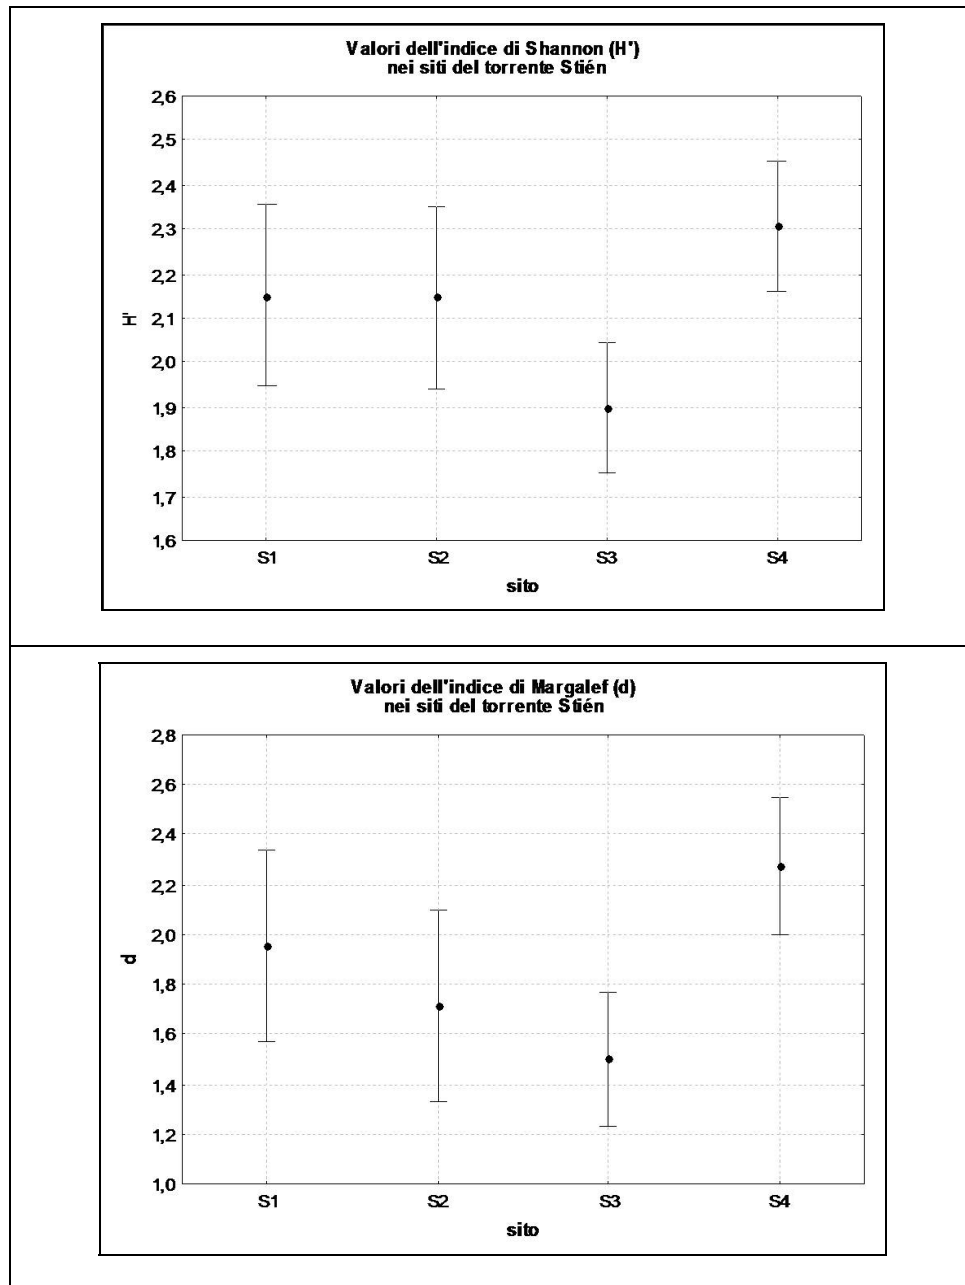 Valori dell'indice di Shannon (H')
nei siti del torrente Stién
2,6
2,5
2,4
2,3
2,2
2,1
2,0
1,9
1,8
1,7
1,6
H'
S1 S2 S3 S4
sito
Valori dell'indice di Margalef (d)
nei siti del torrente Stién
2,8
2,6
2,4
2,2
2,0
1,8
1,6
1,4
1,2
1,0
d
S1 S2 S3 S4
sito